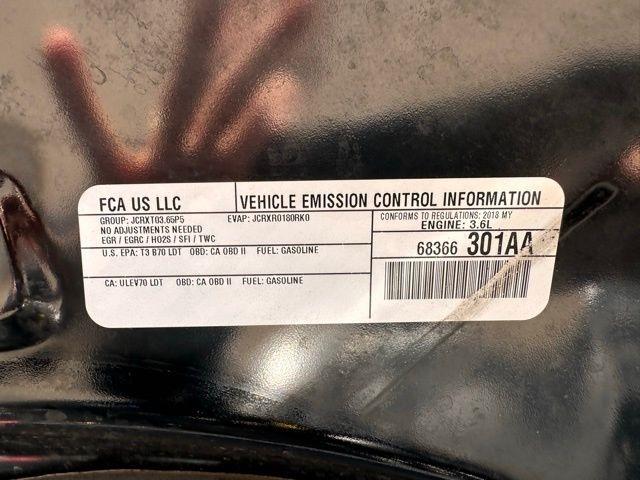 FCA US LLC
VEHICLE EMISSION CONTROL INFORMATION
GROUP: JCRXT03.65P5 EVAP: JCRXR0180RK0
NO ADJUSTMENTS NEEDED
EGR / EGRC / HO2S / SFI / TWC
CONFORMS TO REGULATIONS: 2018 MY
ENGINE: 3.6L
U.S. EPA: T3 B70 LDT OBD: CA OBD II FUEL: GASOLINE
68366 301AA
CA: ULEV70 LDT OBD: CA OBD II FUEL: GASOLINE